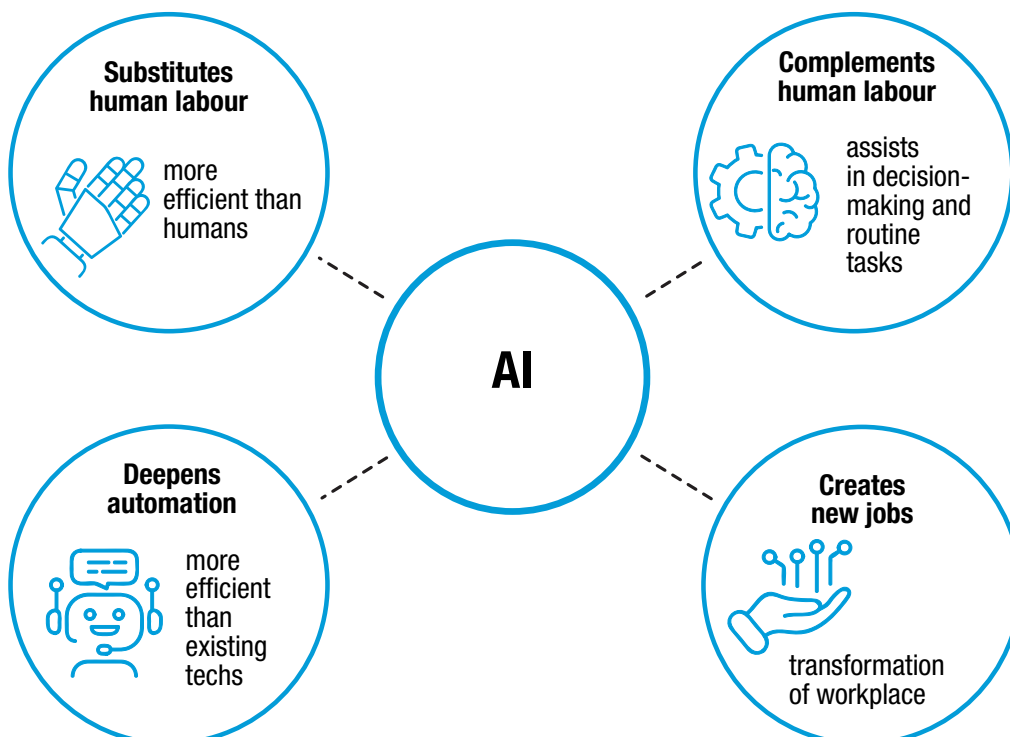 Substitutes
human labour
more
efficient than
humans
Complements
human labour
assists
in decision-
making and
routine
tasks
AI
Deepens
automation
more
efficient
than
existing
techs
Creates
new jobs
transformation
of workplace